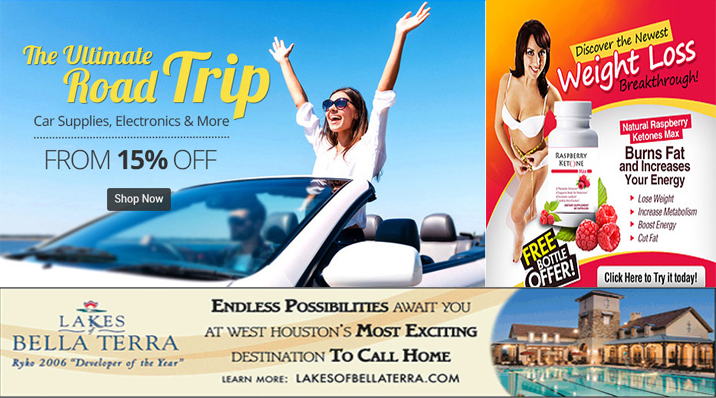 The Ultimate
Road Trip
Car Supplies, Electronics & More
FROM 15% OFF
Shop Now
Discover the Newest
Weight Loss
Breakthrough!
Natural Raspberry
Ketones Max
Burns Fat
and Increases
Your Energy
Lose Weight
Increase Metabolism
Boost Energy
Cut Fat
RASPBERRY
KETONE
MAX
FREE
BOTTLE
OFFER!
Click Here to Try it today!
LAKES
OF
BELLA TERRA
Ryko 2006 "Developer of the Year"
ENDLESS POSSIBILITIES AWAIT YOU
AT WEST HOUSTON'S MOST EXCITING
DESTINATION TO CALL HOME
LEARN MORE: LAKESOFBELLATERRA.COM